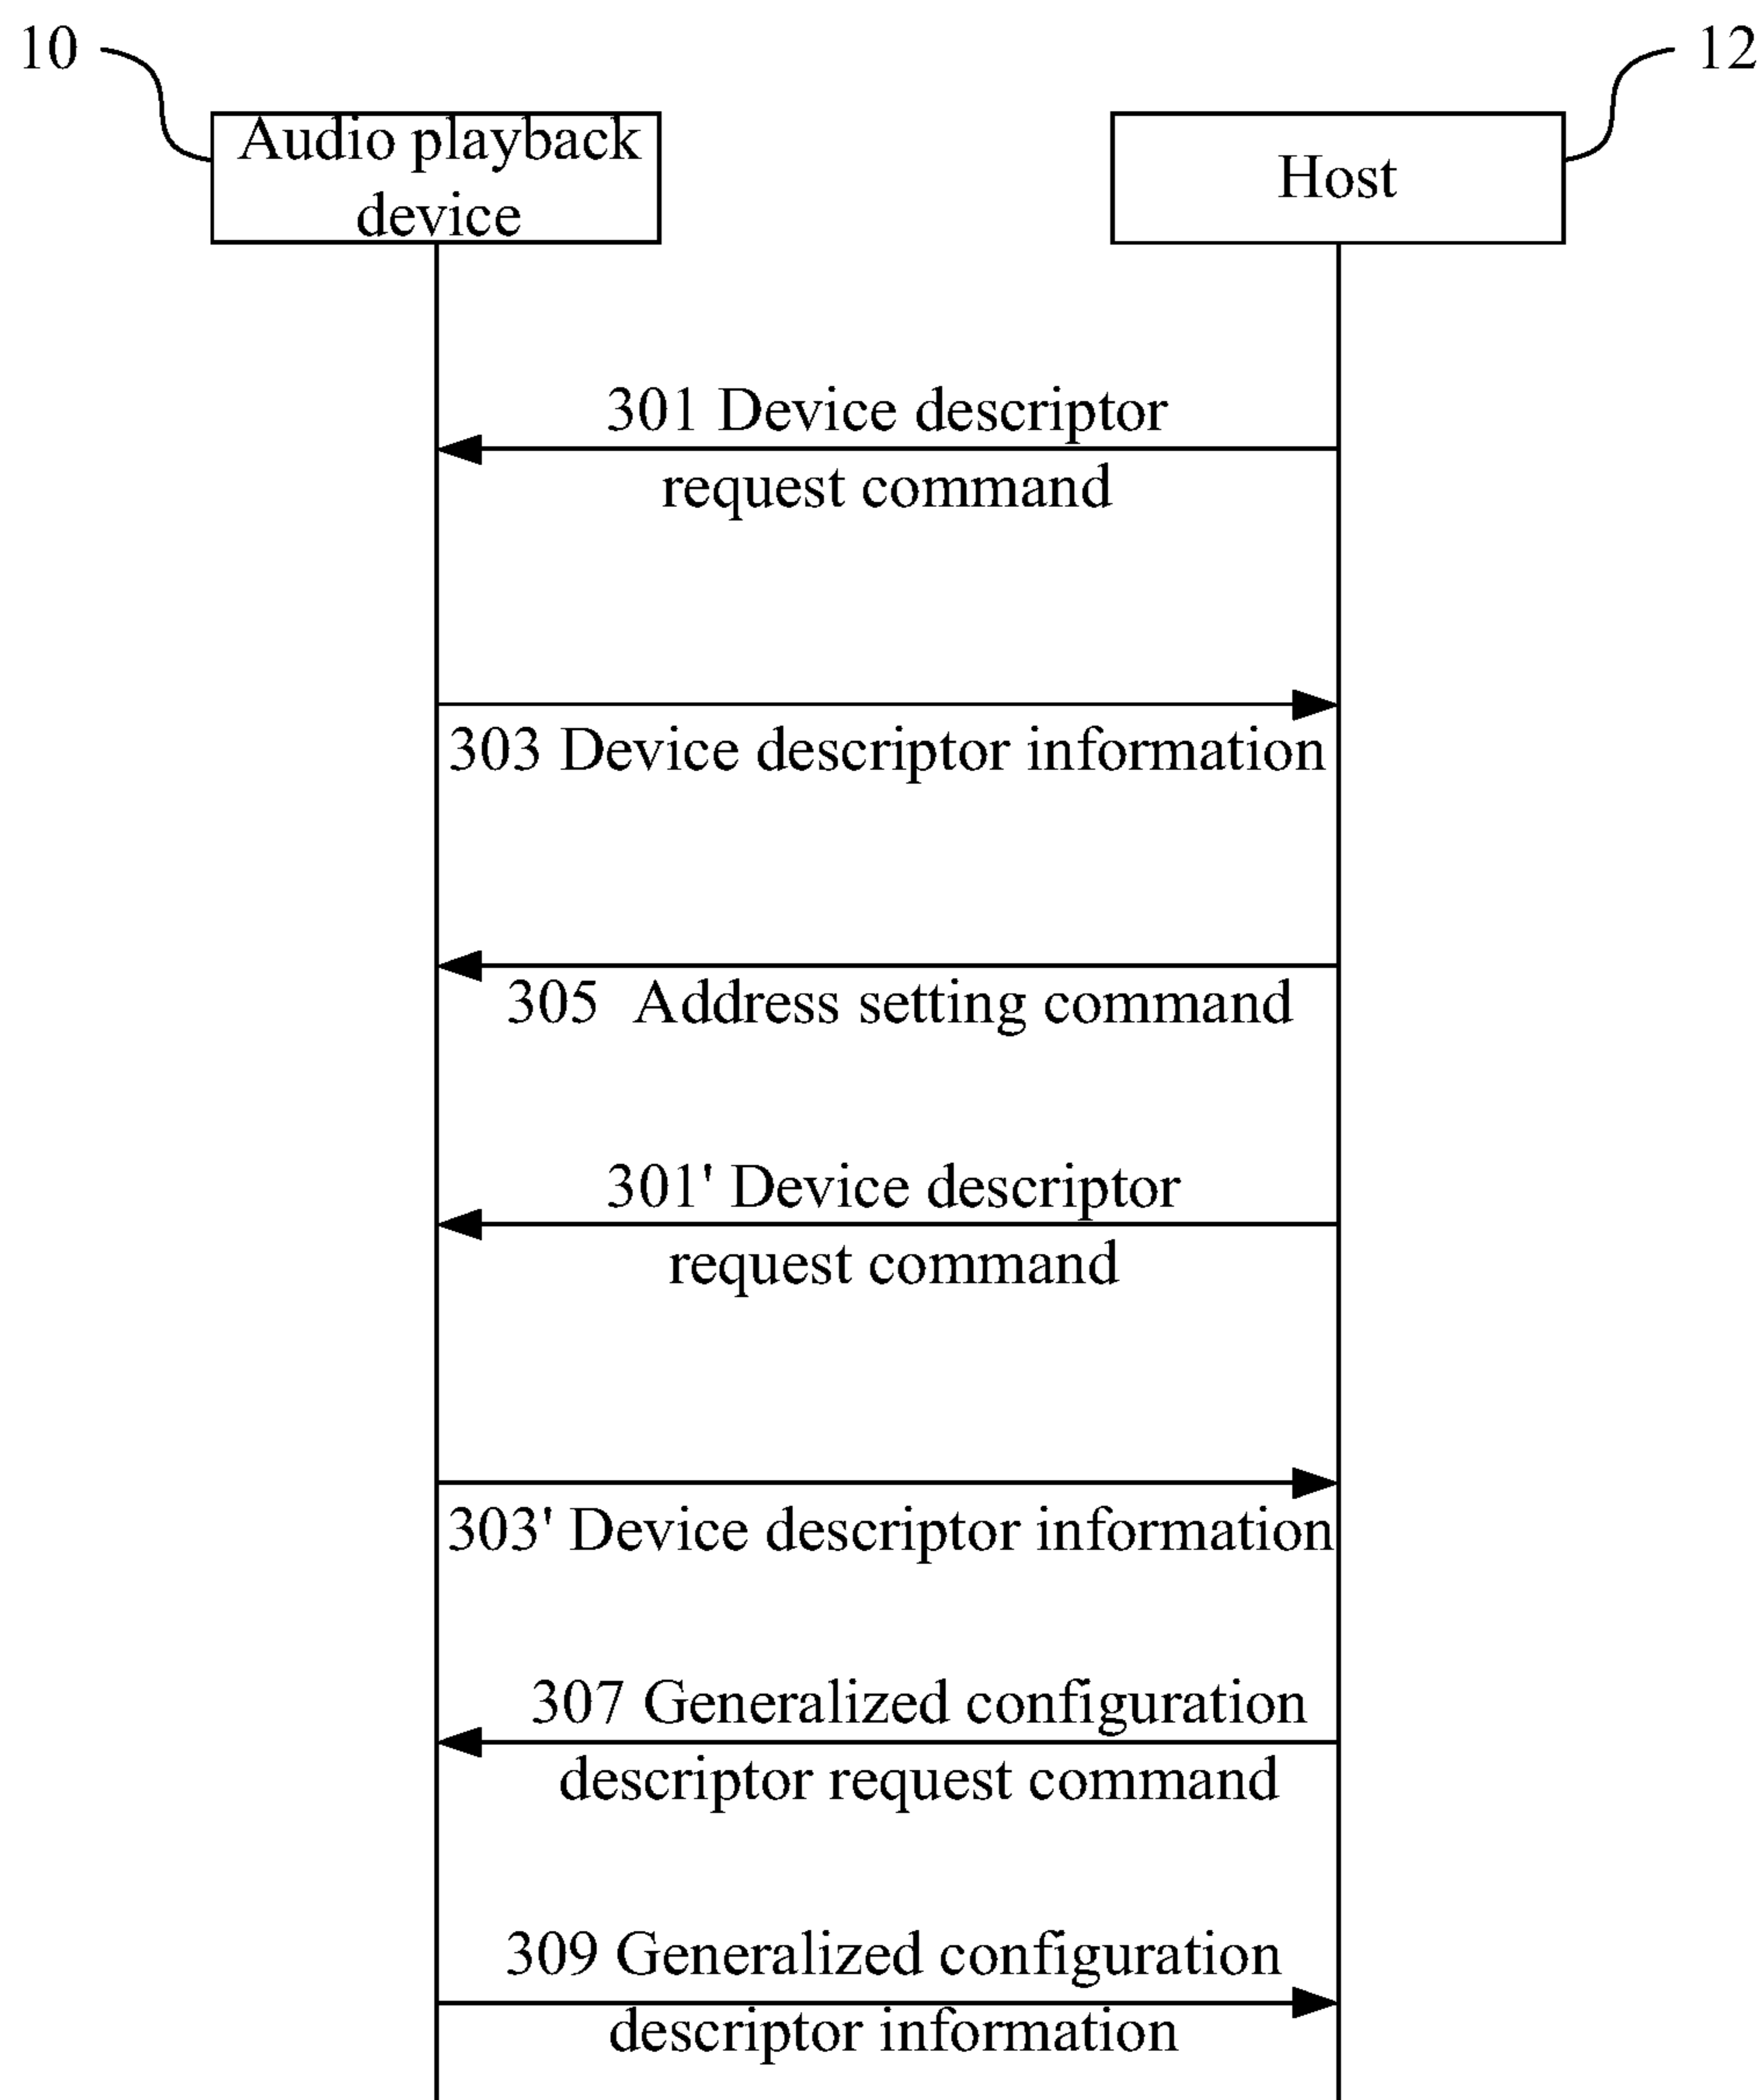 10
12
Audio playback
device
Host
301 Device descriptor
request command
303 Device descriptor information
305 Address setting command
301' Device descriptor
request command
303' Device descriptor information
307 Generalized configuration
descriptor request command
309 Generalized configuration
descriptor information